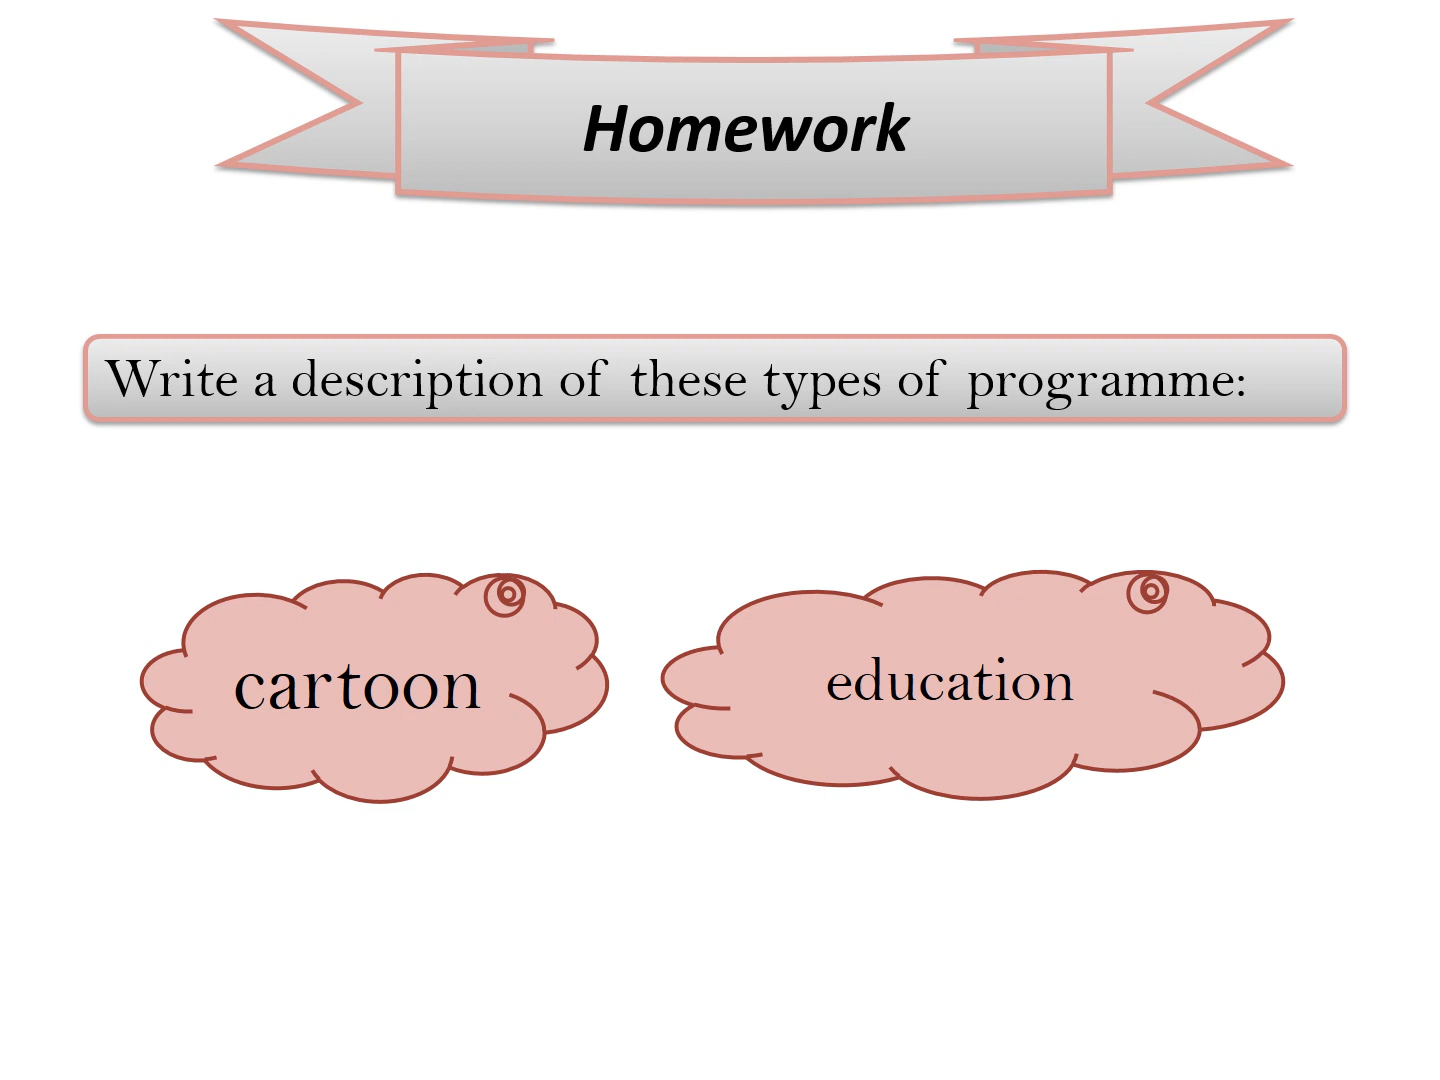 Homework
Write a description of these types of programme:
cartoon
education